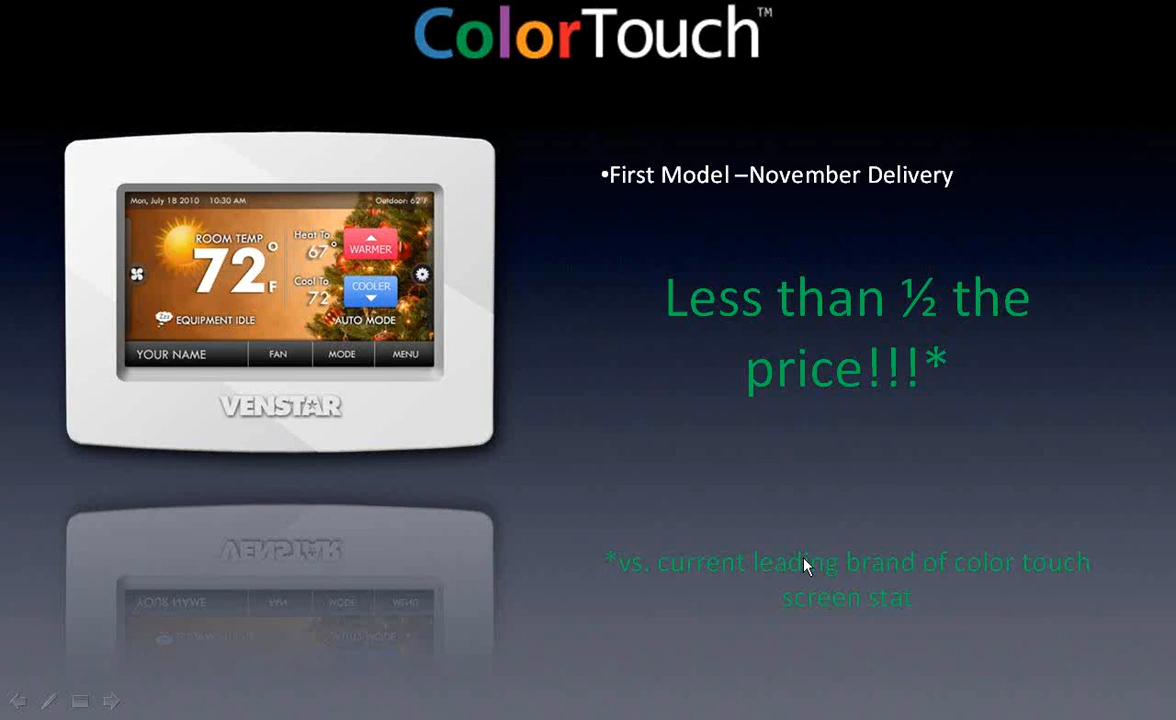 ColorTouch™
•First Model –November Delivery
Mon, July 18 2010 10:30 AM Outdoor: 62°F
ROOM TEMP
72°F
Heat To
67°
WARMER
Cool To
72
COOLER
EQUIPMENT IDLE
AUTO MODE
YOUR NAME FAN MODE MENU
VENSTAR
Less than ½ the
price!!!*
*vs. current leading brand of color touch
screen stat